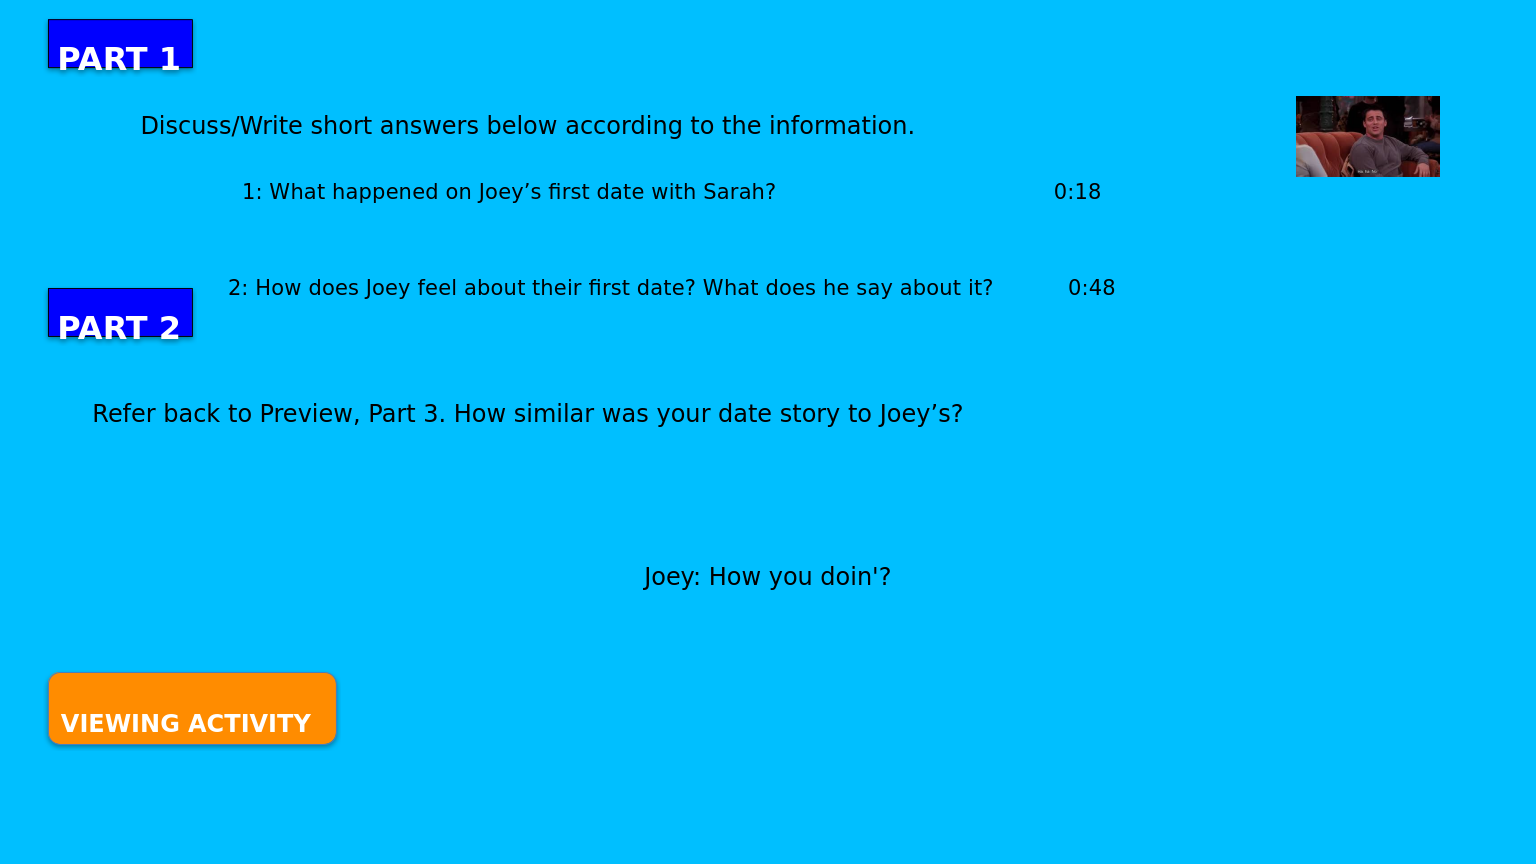 PART 1
Discuss/Write short answers below according to the information.
1: What happened on Joey’s first date with Sarah? 0:18
2: How does Joey feel about their first date? What does he say about it? 0:48
PART 2
Refer back to Preview, Part 3. How similar was your date story to Joey’s?
Joey: How you doin'?
VIEWING ACTIVITY